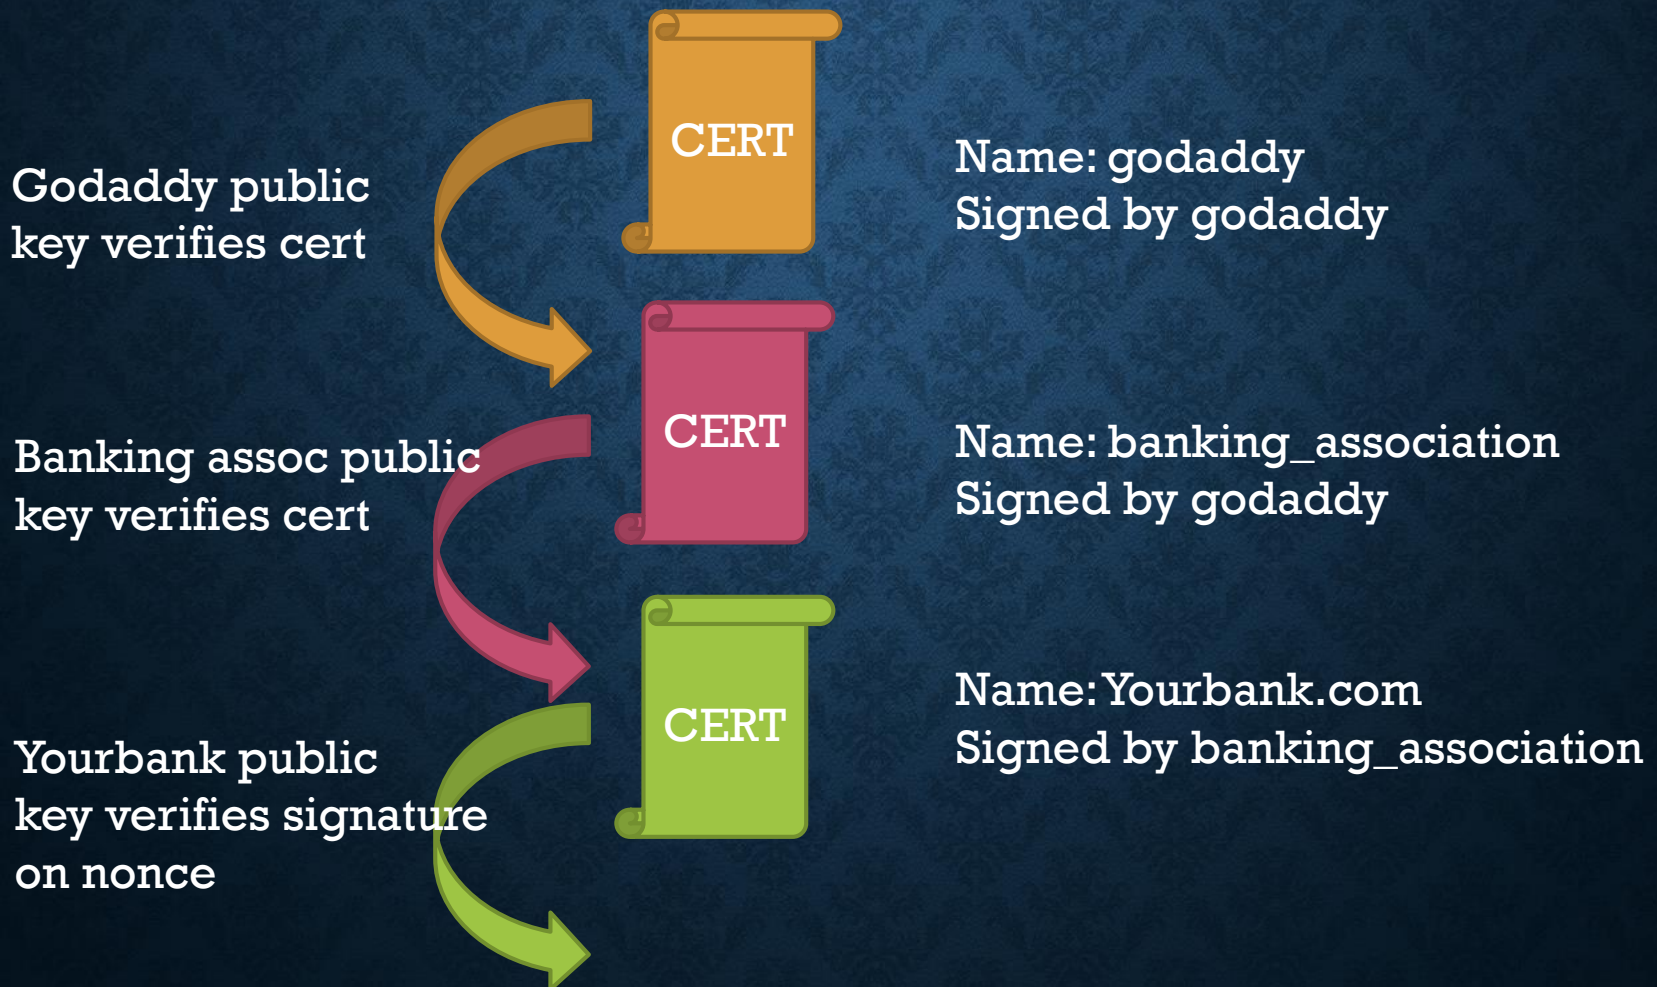 CERT
Name: godaddy
Signed by godaddy
Godaddy public
key verifies cert
CERT
Name: banking_association
Signed by godaddy
Banking assoc public
key verifies cert
CERT
Name: Yourbank.com
Signed by banking_association
Yourbank public
key verifies signature
on nonce